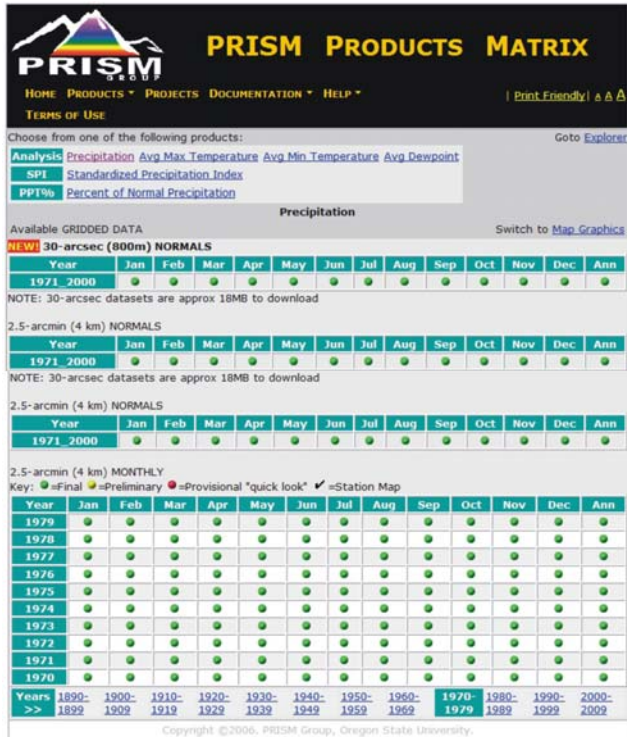 PRISM PRODUCTS MATRIX
PRISM
GROUP
HOME PRODUCTS PROJECTS DOCUMENTATION HELP | Print Friendly| A A A
TERMS OF USE
Choose from one of the following products: Goto Explorer
Analysis Precipitation Avg Max Temperature Avg Min Temperature Avg Dewpoint
SPI Standardized Precipitation Index
PPT% Percent of Normal Precipitation
Precipitation
Available GRIDDED DATA Switch to Map Graphics
NEW! 30-arcsec (800m) NORMALS
Year Jan Feb Mar Apr May Jun Jul Aug Sep Oct Nov Dec Ann
1971_2000
NOTE: 30-arcsec datasets are approx 18MB to download
2.5-arcmin (4 km) NORMALS
Year Jan Feb Mar Apr May Jun Jul Aug Sep Oct Nov Dec Ann
1971_2000
NOTE: 30-arcsec datasets are approx 18MB to download
2.5-arcmin (4 km) NORMALS
Year Jan Feb Mar Apr May Jun Jul Aug Sep Oct Nov Dec Ann
1971_2000
2.5-arcmin (4 km) MONTHLY
Key: =Final =Preliminary =Provisional "quick look" ✓ =Station Map
Year Jan Feb Mar Apr May Jun Jul Aug Sep Oct Nov Dec Ann
1979
1978
1977
1976
1975
1974
1973
1972
1971
1970
Years 1890- 1900- 1910- 1920- 1930- 1940- 1950- 1960- 1970- 1980- 1990- 2000-
>> 1899 1909 1919 1929 1939 1949 1959 1969 1979 1989 1999 2009
Copyright ©2006. PRISM Group, Oregon State University.